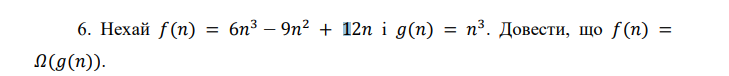 6. Нехай 𝑓(𝑛) = 6𝑛³ − 9𝑛² + 12𝑛 і 𝑔(𝑛) = 𝑛³. Довести, що 𝑓(𝑛) =
𝛺(𝑔(𝑛)).